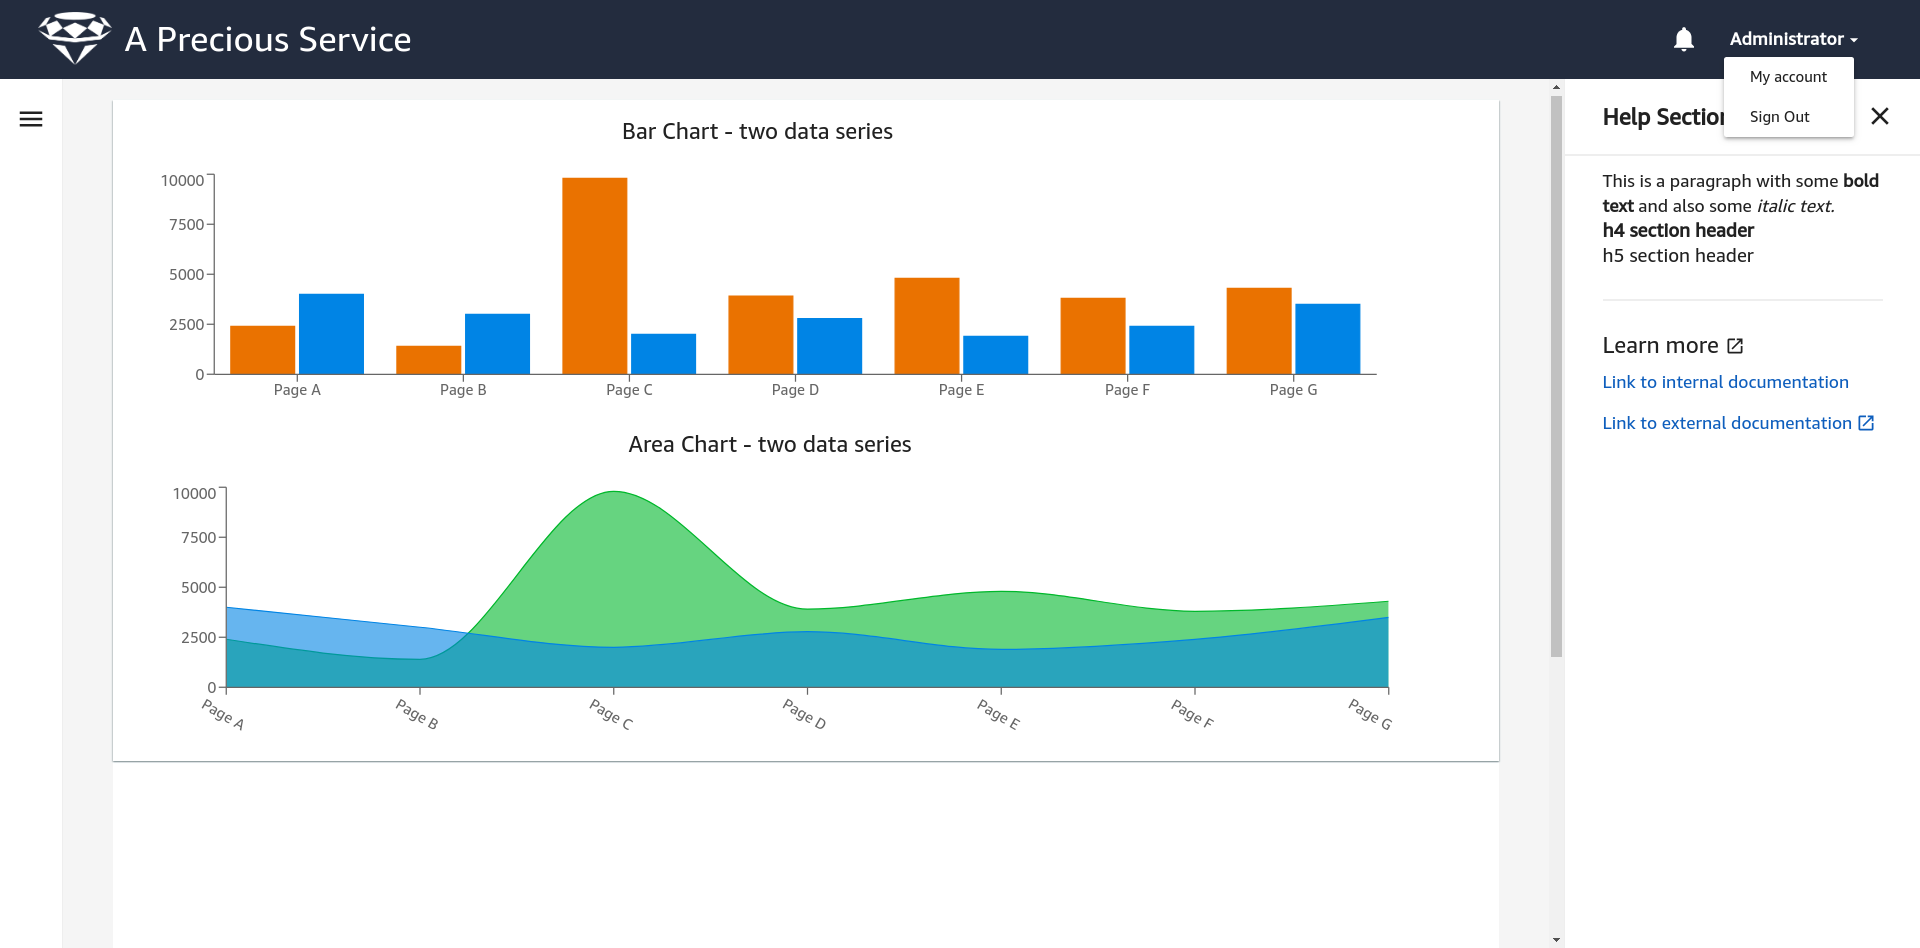 A Precious Service
Administrator
My account
Sign Out
Bar Chart - two data series
10000
7500
5000
2500
0
Page A Page B Page C Page D Page E Page F Page G
Area Chart - two data series
10000
7500
5000
2500
0
Page A Page B Page C Page D Page E Page F Page G
Help Section
This is a paragraph with some bold
text and also some italic text.
h4 section header
h5 section header
Learn more
Link to internal documentation
Link to external documentation